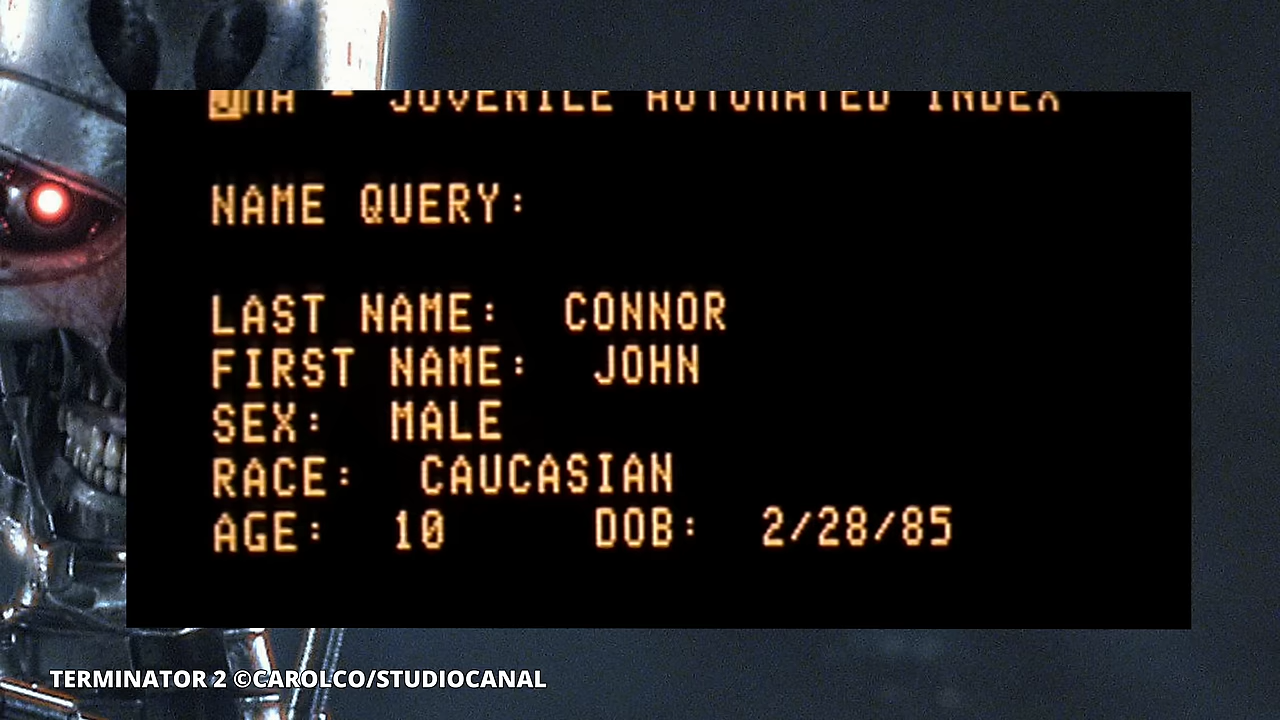 - JUVENILE AUTOMATED INDEX
NAME QUERY:
LAST NAME: CONNOR
FIRST NAME: JOHN
SEX: MALE
RACE: CAUCASIAN
AGE: 10 DOB: 2/28/85
TERMINATOR 2 ©CAROLCO/STUDIOCANAL